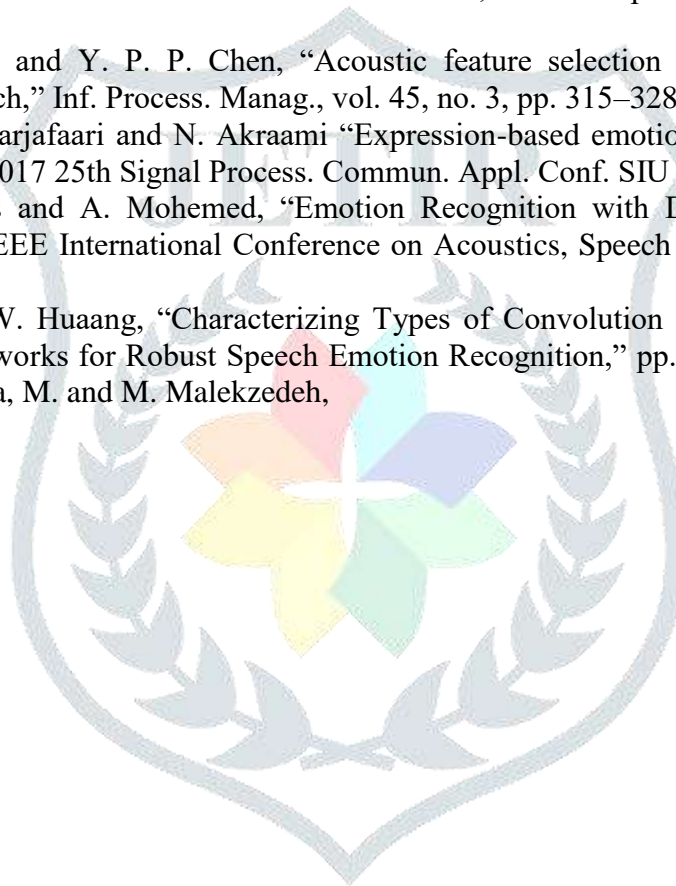 and Y. P. P. Chen, “Acoustic feature selection
ch,” Inf. Process. Manag., vol. 45, no. 3, pp. 315–328
arjafaari and N. Akraami “Expression-based emotio
017 25th Signal Process. Commun. Appl. Conf. SIU
and A. Mohemed, “Emotion Recognition with D
EEE International Conference on Acoustics, Speech
W. Huaang, “Characterizing Types of Convolution
works for Robust Speech Emotion Recognition,” pp.
a, M. and M. Malekzedeh,
JETIR